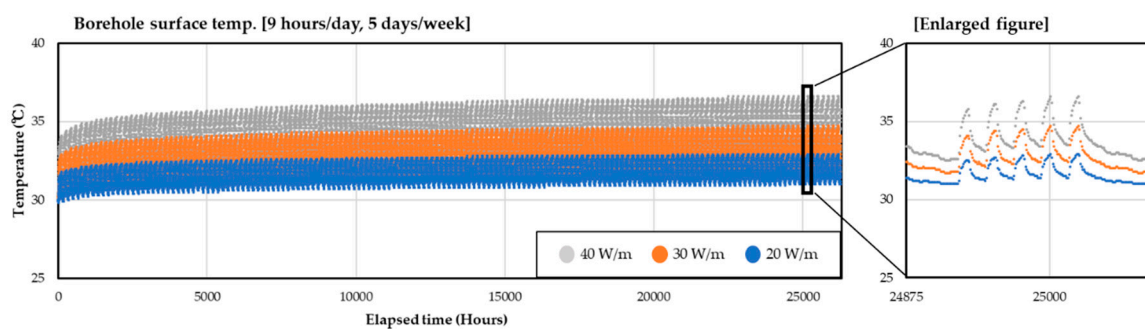 Borehole surface temp. [9 hours/day, 5 days/week]
[Enlarged figure]
40
35
30
25
Temperature (℃)
40 W/m 30 W/m 20 W/m
0 5000 10000 15000 20000 25000
Elapsed time (Hours)
40
35
30
25
24875 25000